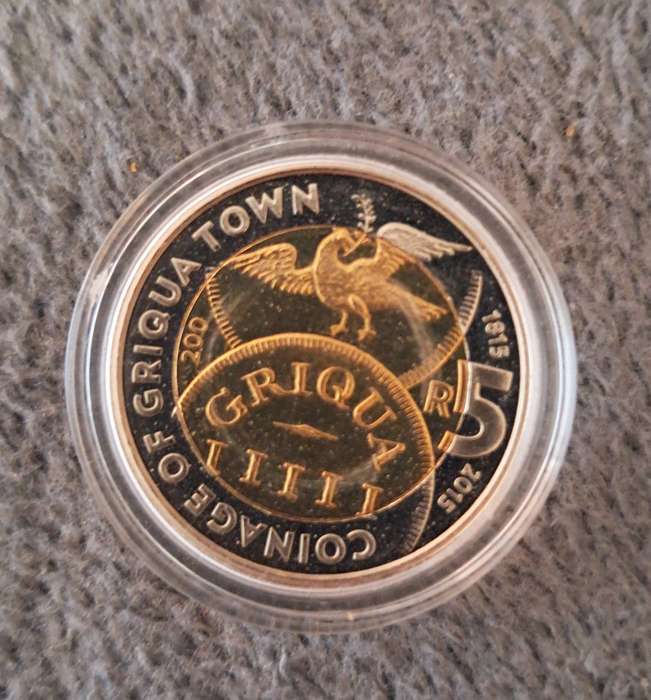 COINAGE OF GRIQUA TOWN
200
1815
R5
2015
GRIQUA
IIIII